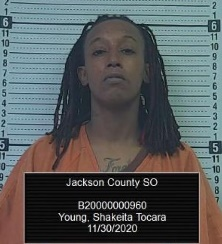 Jackson County SO
B20000000960
Young, Shakeita Tocara
11/30/2020